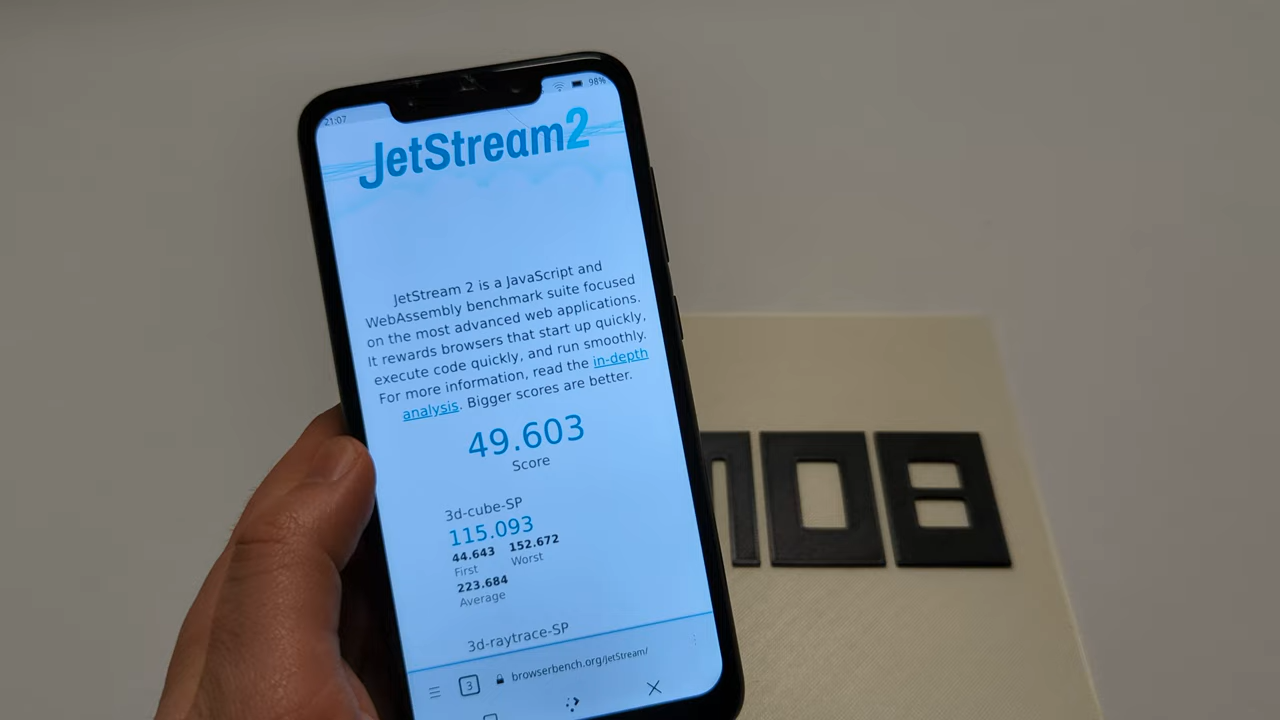 21:07
98%
JetStream2
JetStream 2 is a JavaScript and
WebAssembly benchmark suite focused
on the most advanced web applications.
It rewards browsers that start up quickly,
execute code quickly, and run smoothly.
For more information, read the in-depth
analysis. Bigger scores are better.
49.603
Score
3d-cube-SP
115.093
44.643 152.672
First Worst
223.684
Average
3d-raytrace-SP
3 browserbench.org/JetStream/
OB